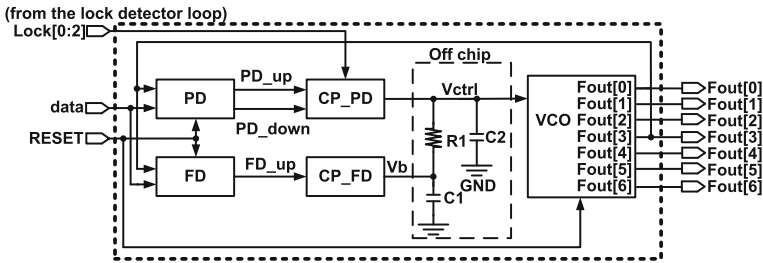 (from the lock detector loop)
Lock[0:2]
Off chip
PD_up
Vctrl
PD
CP_PD
data
PD_down
RESET
FD_up
FD
CP_FD
Vb
R1
C2
GND
C1
VCO
Fout[0]
Fout[1]
Fout[2]
Fout[3]
Fout[4]
Fout[5]
Fout[6]
Fout[0]
Fout[1]
Fout[2]
Fout[3]
Fout[4]
Fout[5]
Fout[6]